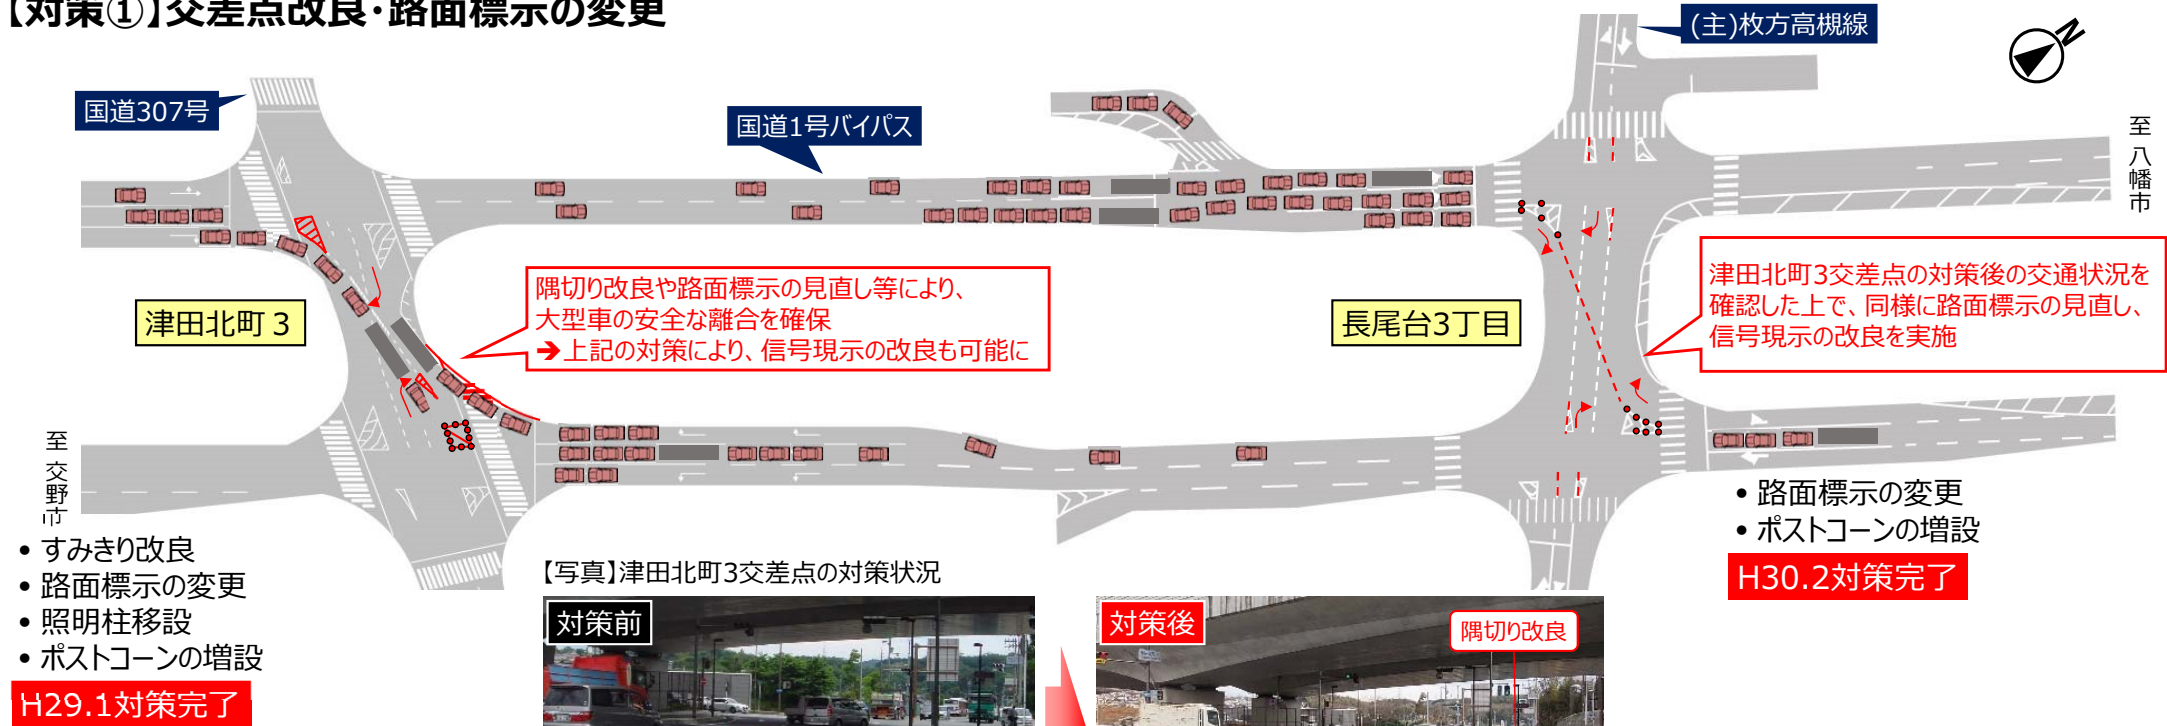 【対策①】交差点改良・路面標示の変更
(主)枚方高槻線
N
国道307号
国道1号バイパス
至 八幡市
津田北町3
隅切り改良や路面標示の見直し等により、
大型車の安全な離合を確保
➔上記の対策により、信号現示の改良も可能に
長尾台3丁目
津田北町3交差点の対策後の交通状況を
確認した上で、同様に路面標示の見直し、
信号現示の改良を実施
至 交野市
• すみきり改良
• 路面標示の変更
• 照明柱移設
• ポストコーンの増設
H29.1対策完了
• 路面標示の変更
• ポストコーンの増設
H30.2対策完了
【写真】津田北町3交差点の対策状況
対策前
対策後
隅切り改良